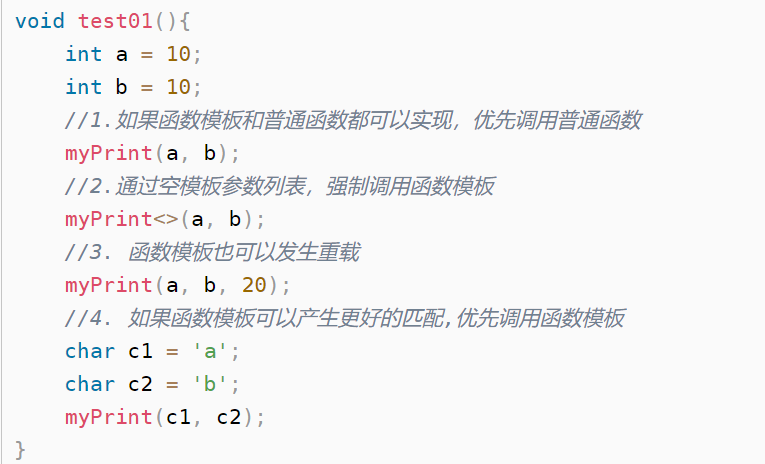 void test01(){
    int a = 10;
    int b = 10;
    //1.如果函数模板和普通函数都可以实现，优先调用普通函数
    myPrint(a, b);
    //2.通过空模板参数列表，强制调用函数模板
    myPrint<>(a, b);
    //3. 函数模板也可以发生重载
    myPrint(a, b, 20);
    //4. 如果函数模板可以产生更好的匹配,优先调用函数模板
    char c1 = 'a';
    char c2 = 'b';
    myPrint(c1, c2);
}